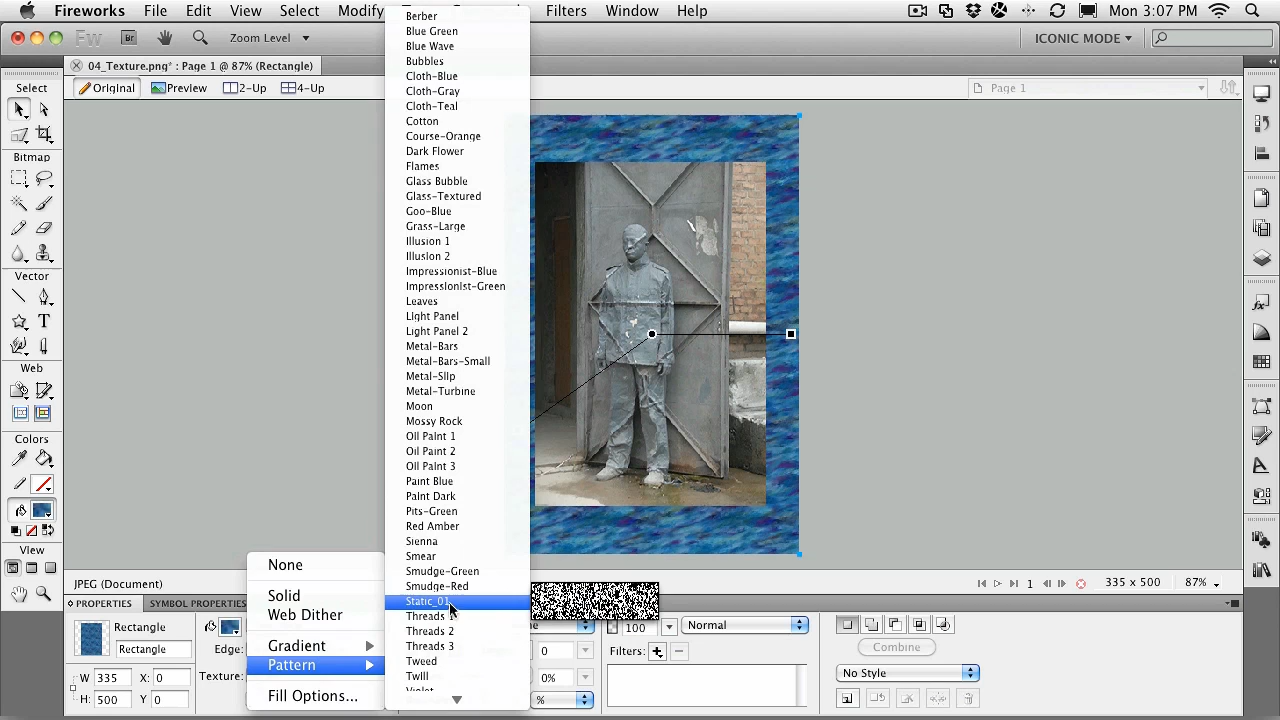 Fireworks File Edit View Select Modify Filters Window Help Mon 3:07 PM
Fw Br Zoom Level ICONIC MODE
04_Texture.png* : Page 1 @ 87% (Rectangle)
Original Preview 2-Up 4-Up Page 1
Select
Bitmap
Vector
Web
Colors
View
Berber
Blue Green
Blue Wave
Bubbles
Cloth-Blue
Cloth-Gray
Cloth-Teal
Cotton
Course-Orange
Dark Flower
Flames
Glass Bubble
Glass-Textured
Goo-Blue
Grass-Large
Illusion 1
Illusion 2
Impressionist-Blue
Impressionist-Green
Leaves
Light Panel
Light Panel 2
Metal-Bars
Metal-Bars-Small
Metal-Slip
Metal-Turbine
Moon
Mossy Rock
Oil Paint 1
Oil Paint 2
Oil Paint 3
Paint Blue
Paint Dark
Pits-Green
Red Amber
Sienna
Smear
Smudge-Green
Smudge-Red
Static_01
Threads 1
Threads 2
Threads 3
Tweed
Twill
Violet
None
Solid
Web Dither
Gradient
Pattern
Fill Options...
JPEG (Document) 1 335 x 500 87%
PROPERTIES SYMBOL PROPERTIES
Rectangle
Rectangle
Edge:
Texture:
W 335 X: 0
H: 500 Y: 0
100 Normal
0 Filters:
0%
%
Combine
No Style